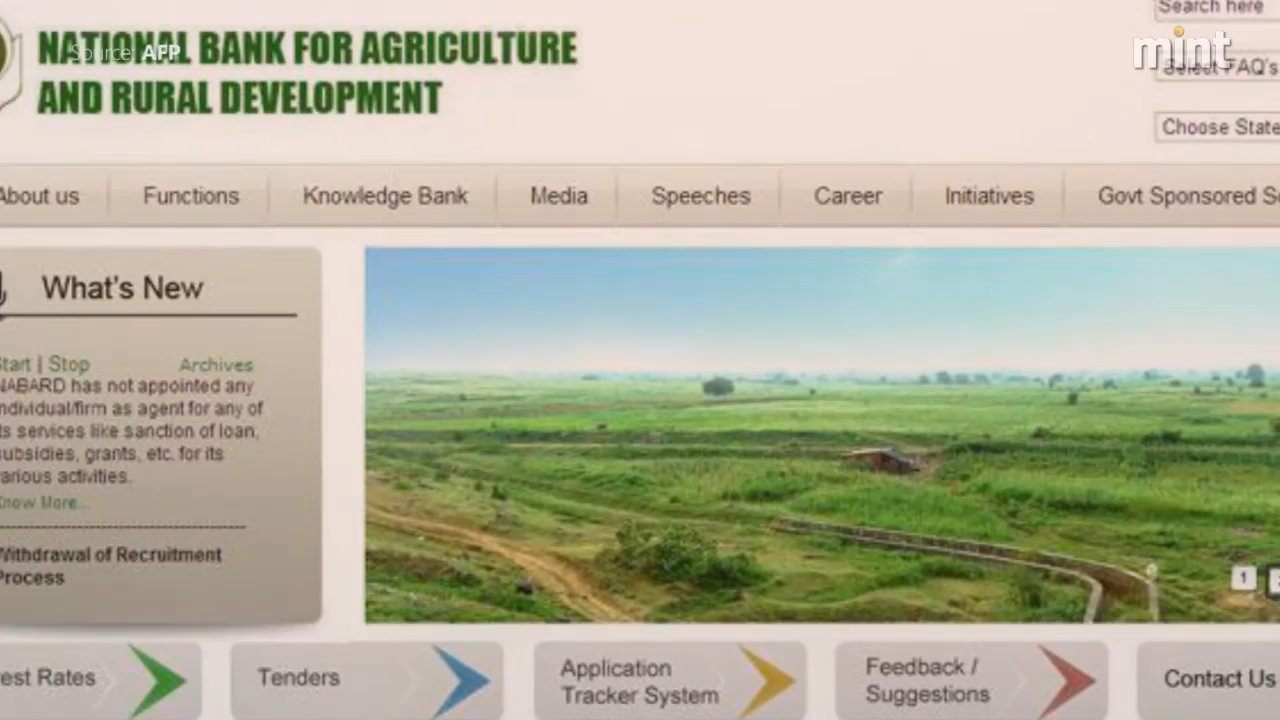 Search here
NATIONAL BANK FOR AGRICULTURE
AND RURAL DEVELOPMENT
Source: AFP
mint
Select FAQ's
Choose State
About us
Functions
Knowledge Bank
Media
Speeches
Career
Initiatives
Govt Sponsored
What's New
Start | Stop
Archives
NABARD has not appointed any
individual/firm as agent for any of
its services like sanction of loan,
subsidies, grants, etc. for its
various activities.
Know More...
Withdrawal of Recruitment
Process
1
est Rates
Tenders
Application
Tracker System
Feedback /
Suggestions
Contact Us